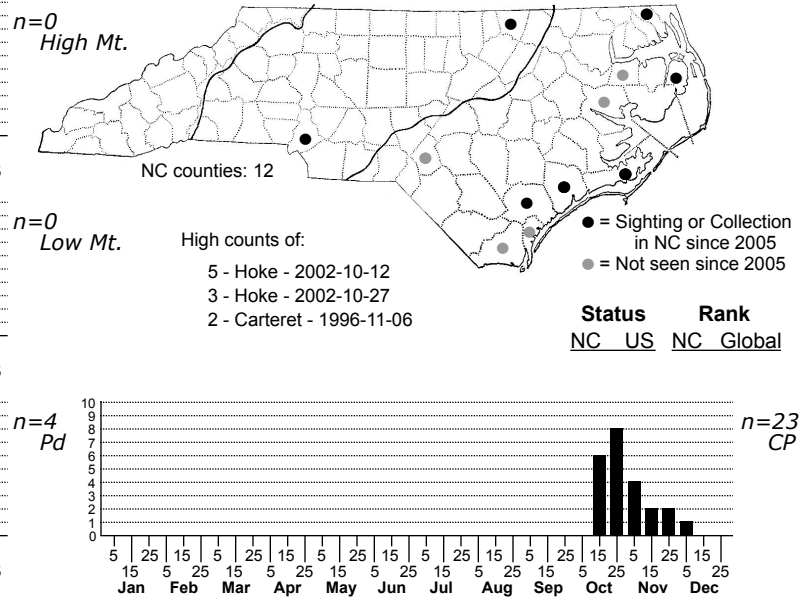 n=0
High Mt.
NC counties: 12
n=0
Low Mt.
High counts of:
5 - Hoke - 2002-10-12
3 - Hoke - 2002-10-27
2 - Carteret - 1996-11-06
= Sighting or Collection
in NC since 2005
= Not seen since 2005
Status Rank
NC US NC Global
n=4
Pd
n=23
CP
10
9
8
7
6
5
4
3
2
1
0
5 25 15 5 25 15 5 25 15 5 25 15 5 25 15 5 25 15
15 5 25 15 5 25 15 5 25 15 5 25 15 5 25 15 5 25
Jan Feb Mar Apr May Jun Jul Aug Sep Oct Nov Dec